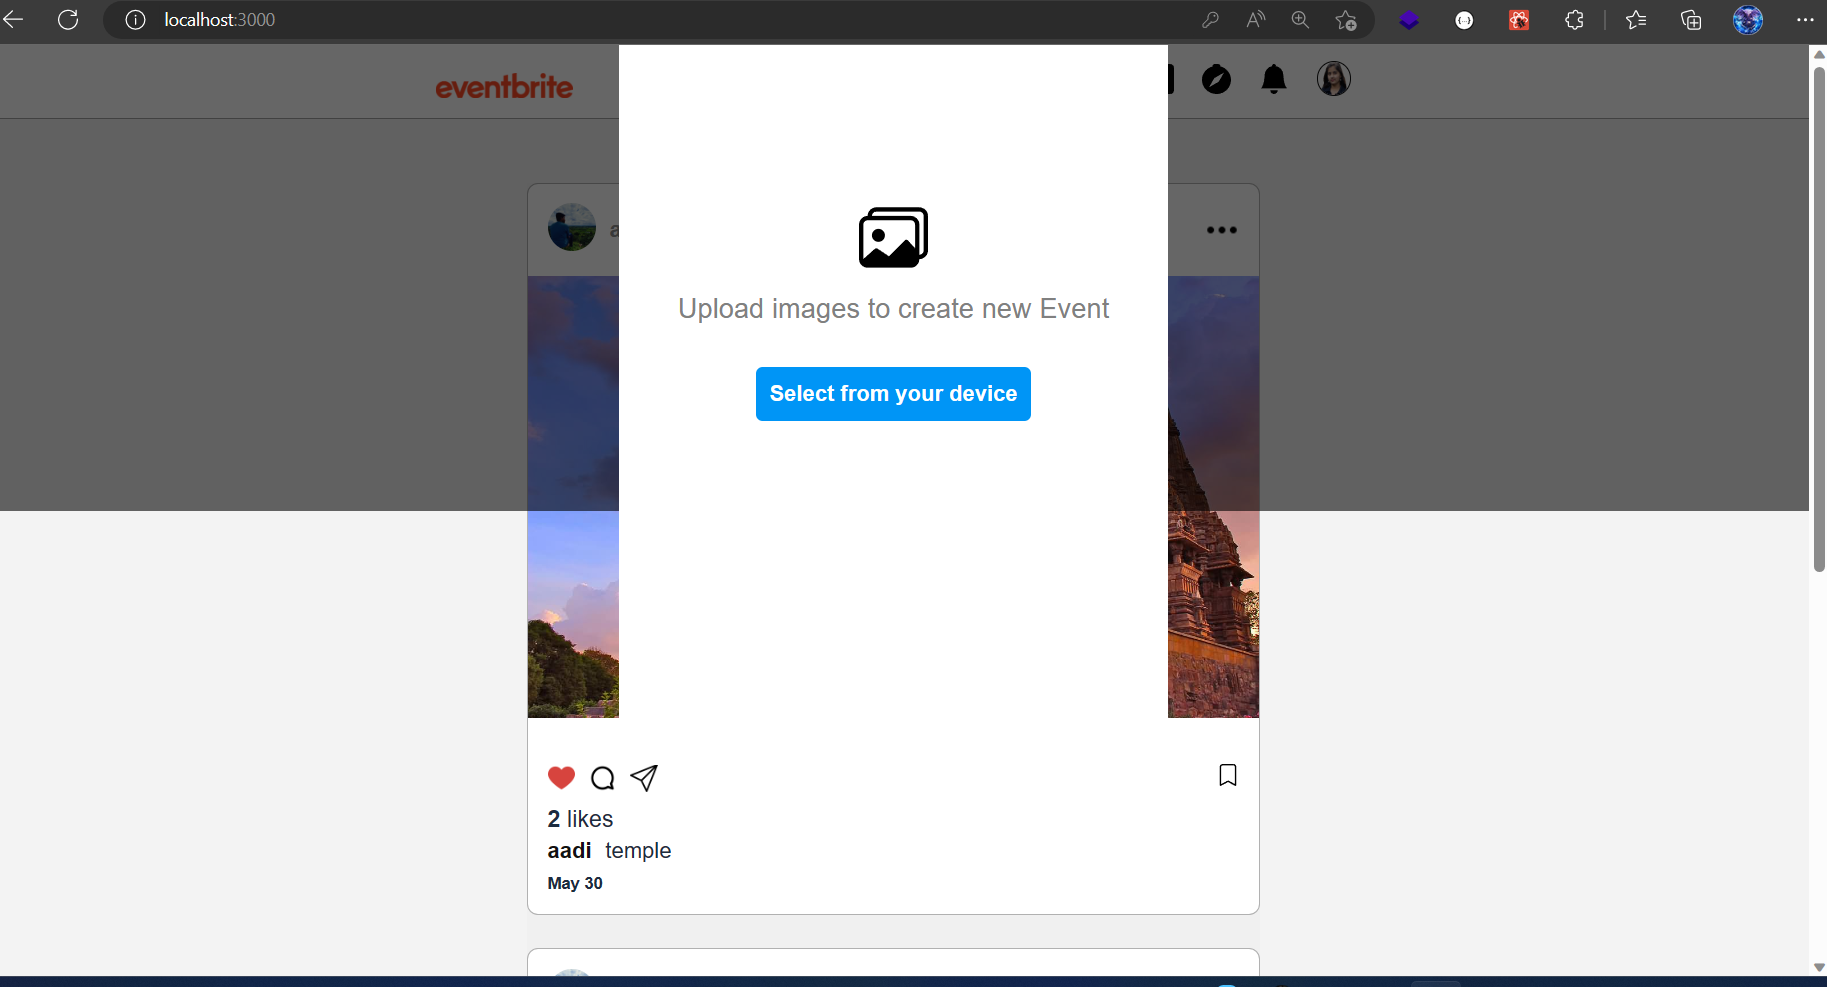 localhost:3000
eventbrite
a
Upload images to create new Event
Select from your device
2 likes
aadi temple
May 30